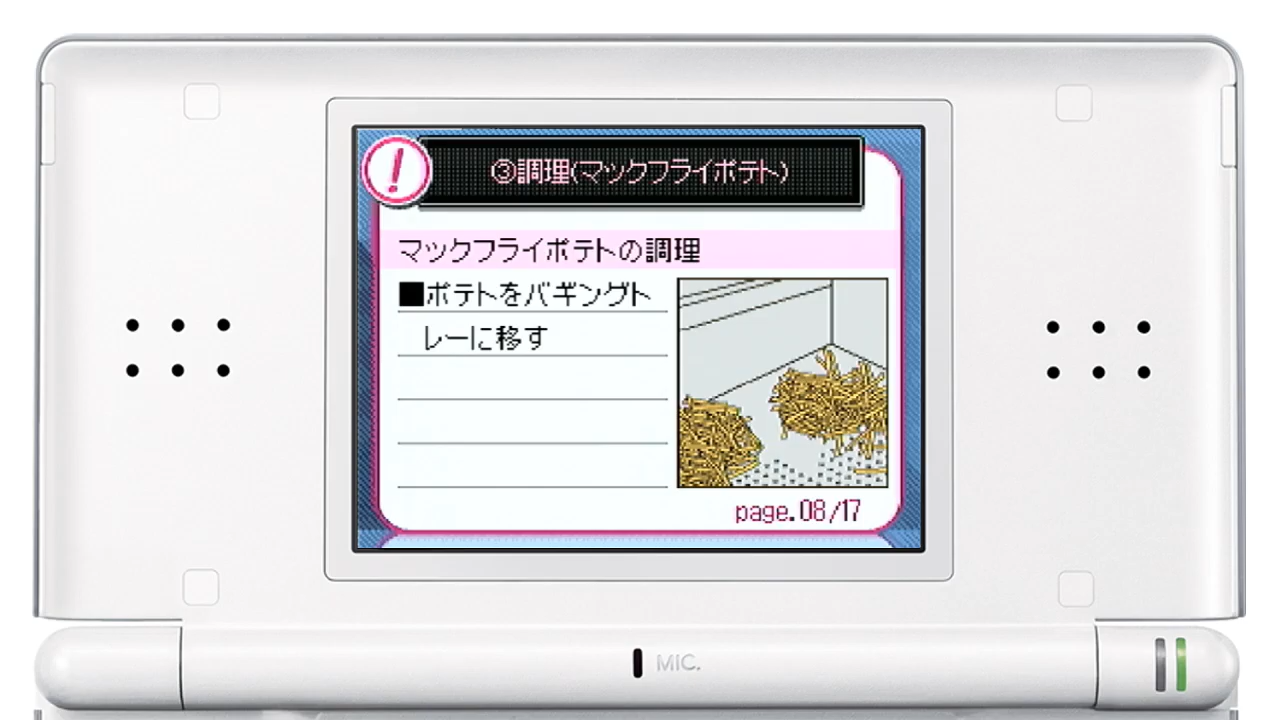 !
③調理(マックフライポテト)
マックフライポテトの調理
■ポテトをバギングト
レーに移す
page.08/17
MIC.